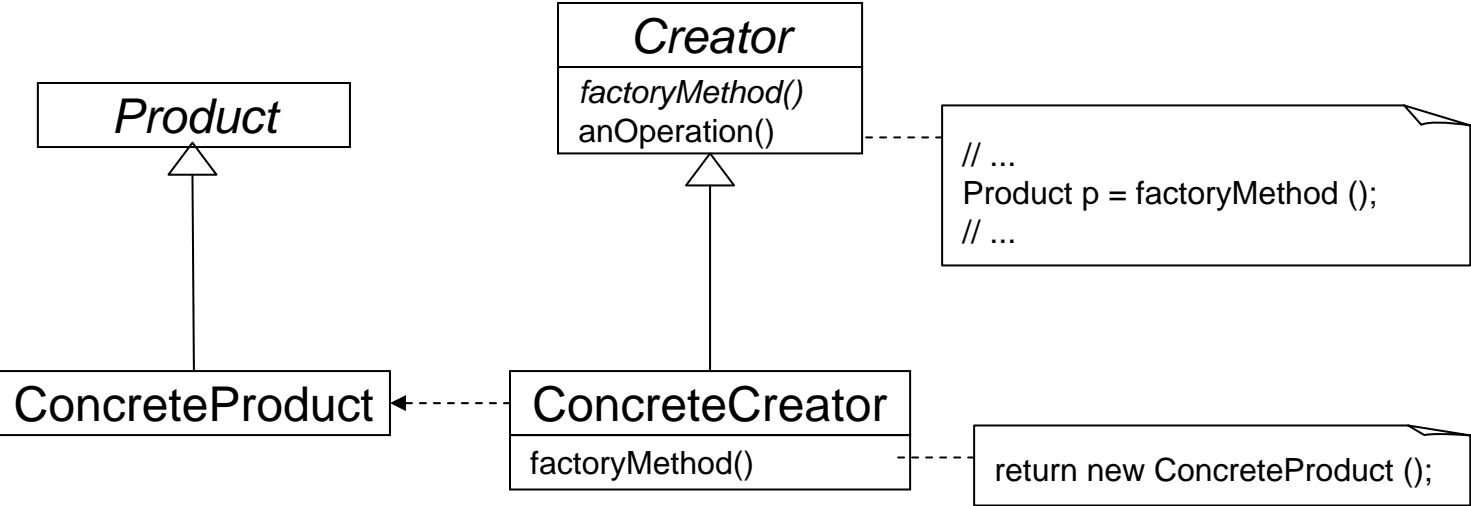 Creator
factoryMethod()
anOperation()
Product
// ...
Product p = factoryMethod ();
// ...
ConcreteProduct
ConcreteCreator
factoryMethod()
return new ConcreteProduct ();